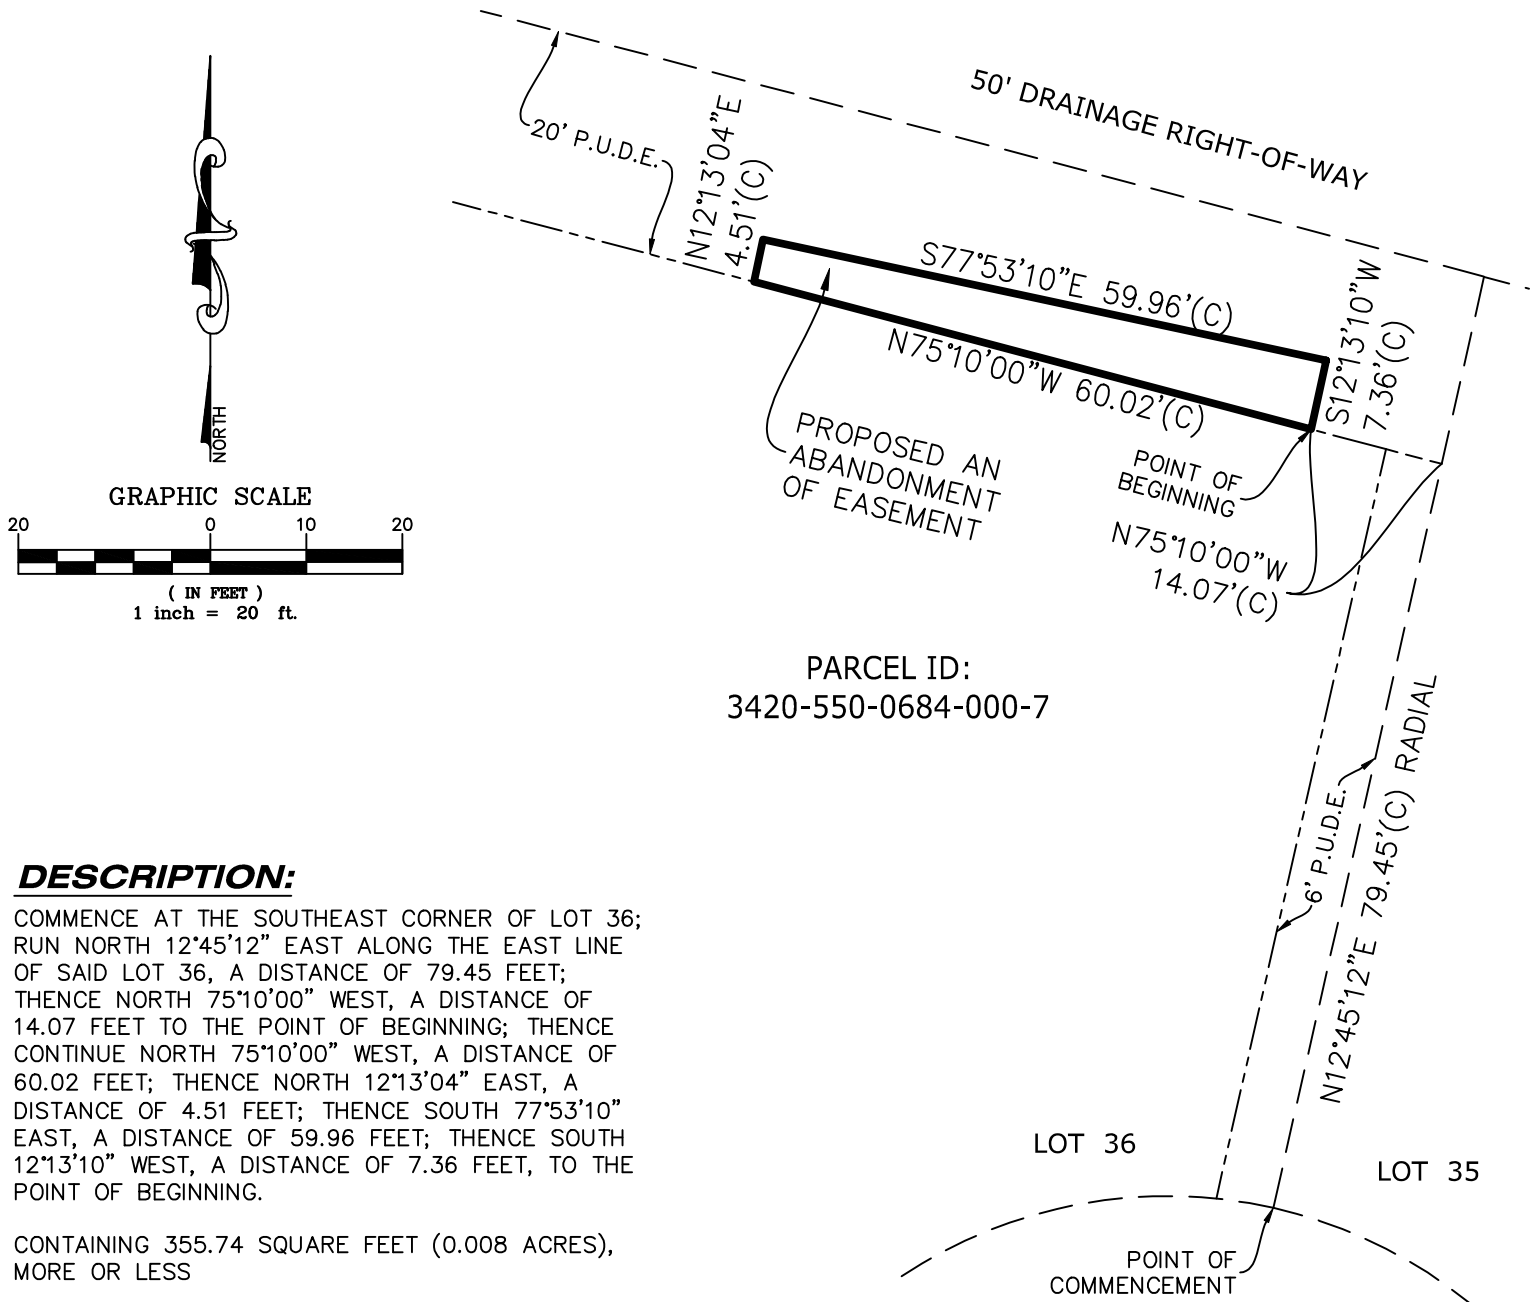 50' DRAINAGE RIGHT-OF-WAY
20' P.U.D.E.
N12°13'04"E
4.51'(C)
S77°53'10"E 59.96'(C)
N75°10'00"W 60.02'(C)
S12°13'10"W
7.36'(C)
PROPOSED AN
ABANDONMENT
OF EASEMENT
POINT OF
BEGINNING
N75°10'00"W
14.07'(C)
NORTH
GRAPHIC SCALE
20 0 10 20
( IN FEET )
1 inch = 20 ft.
PARCEL ID:
3420-550-0684-000-7
6' P.U.D.E.
N12°45'12"E 79.45'(C) RADIAL
DESCRIPTION:
COMMENCE AT THE SOUTHEAST CORNER OF LOT 36;
RUN NORTH 12°45'12" EAST ALONG THE EAST LINE
OF SAID LOT 36, A DISTANCE OF 79.45 FEET;
THENCE NORTH 75°10'00" WEST, A DISTANCE OF
14.07 FEET TO THE POINT OF BEGINNING; THENCE
CONTINUE NORTH 75°10'00" WEST, A DISTANCE OF
60.02 FEET; THENCE NORTH 12°13'04" EAST, A
DISTANCE OF 4.51 FEET; THENCE SOUTH 77°53'10"
EAST, A DISTANCE OF 59.96 FEET; THENCE SOUTH
12°13'10" WEST, A DISTANCE OF 7.36 FEET, TO THE
POINT OF BEGINNING.
CONTAINING 355.74 SQUARE FEET (0.008 ACRES),
MORE OR LESS
LOT 36
LOT 35
POINT OF
COMMENCEMENT